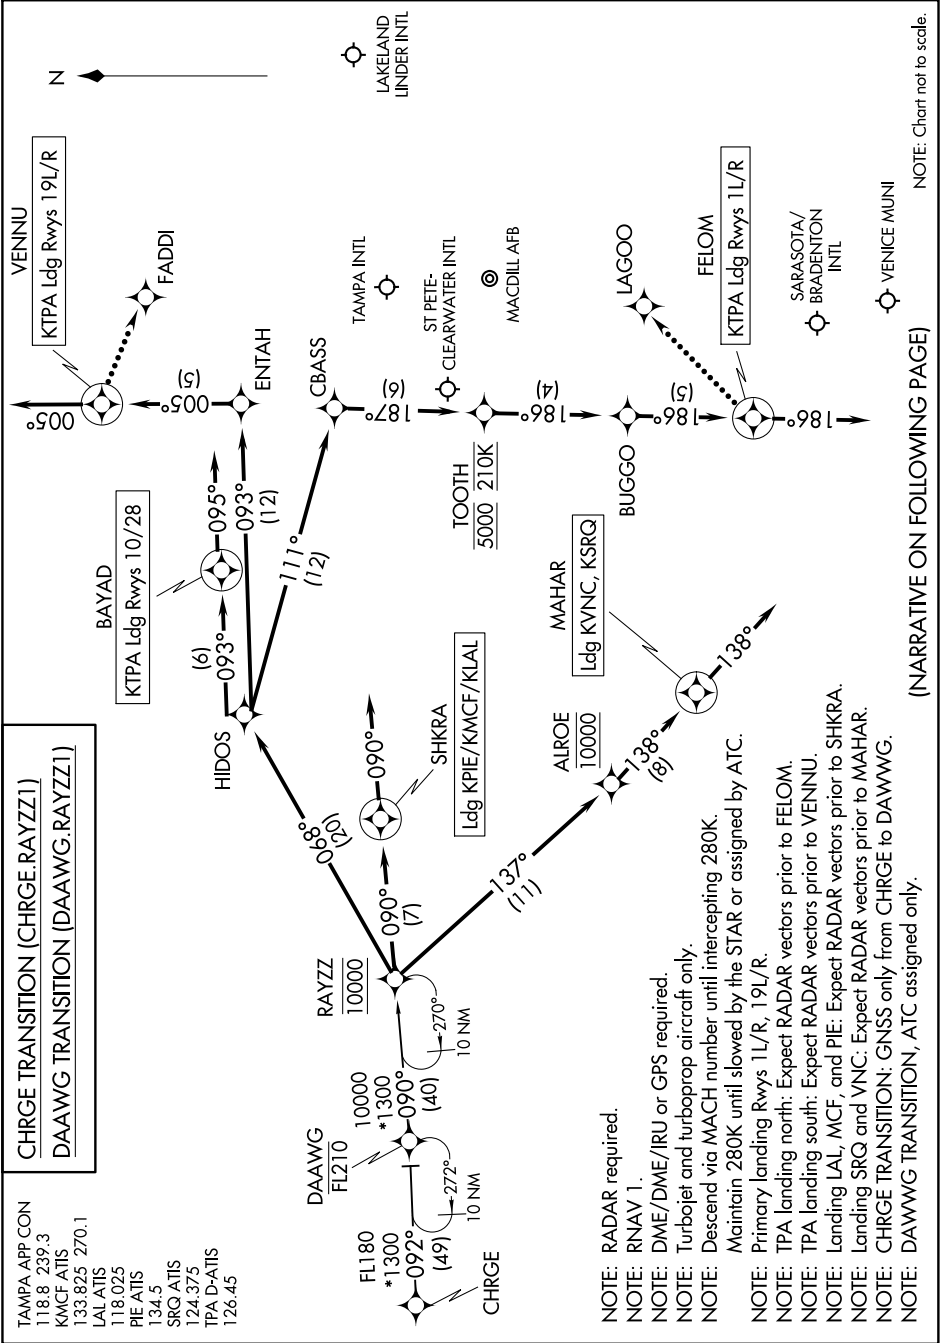 TAMPA APP CON
118.8 239.3
KMCF ATIS
133.825 270.1
LAL ATIS
118.025
PIE ATIS
134.5
SRQ ATIS
124.375
TPA D-ATIS
126.45
CHRGE TRANSITION (CHRGE.RAYZZ1)
DAAWG TRANSITION (DAAWG.RAYZZ1)
VENNU
KTPA Ldg Rwys 19L/R
N
LAKELAND
LINDER INTL
005°
FADDI
005°
(5)
ENTAH
BAYAD
KTPA Ldg Rwys 10/28
095°
093°
(12)
(6)
093°
HIDOS
111°
(12)
CBASS
TAMPA INTL
187°
(6)
ST PETE-
CLEARWATER INTL
MACDILL AFB
TOOTH
5000 210K
186°
(4)
BUGGO
LAGOO
186°
(5)
FELOM
KTPA Ldg Rwys 1L/R
186°
SARASOTA/
BRADENTON
INTL
VENICE MUNI
068°
(20)
090°
SHKRA
Ldg KPIE/KMCF/KLAL
090°
(7)
RAYZZ
10000
270°
10 NM
137°
(11)
ALROE
10000
138°
(8)
MAHAR
Ldg KVNC, KSRQ
138°
DAAWG
FL210
10000
*1300
090°
(40)
272°
10 NM
FL180
*1300
092°
(49)
CHRGE
NOTE: RADAR required.
NOTE: RNAV 1.
NOTE: DME/DME/IRU or GPS required.
NOTE: Turbojet and turboprop aircraft only.
NOTE: Descend via MACH number until intercepting 280K.
Maintain 280K until slowed by the STAR or assigned by ATC.
NOTE: Primary landing Rwys 1L/R, 19L/R.
NOTE: TPA landing north: Expect RADAR vectors prior to FELOM.
NOTE: TPA landing south: Expect RADAR vectors prior to VENNU.
NOTE: Landing LAL, MCF, and PIE: Expect RADAR vectors prior to SHKRA.
NOTE: Landing SRQ and VNC: Expect RADAR vectors prior to MAHAR.
NOTE: CHRGE TRANSITION: GNSS only from CHRGE to DAWWG.
NOTE: DAWWG TRANSITION, ATC assigned only.
(NARRATIVE ON FOLLOWING PAGE)
NOTE: Chart not to scale.